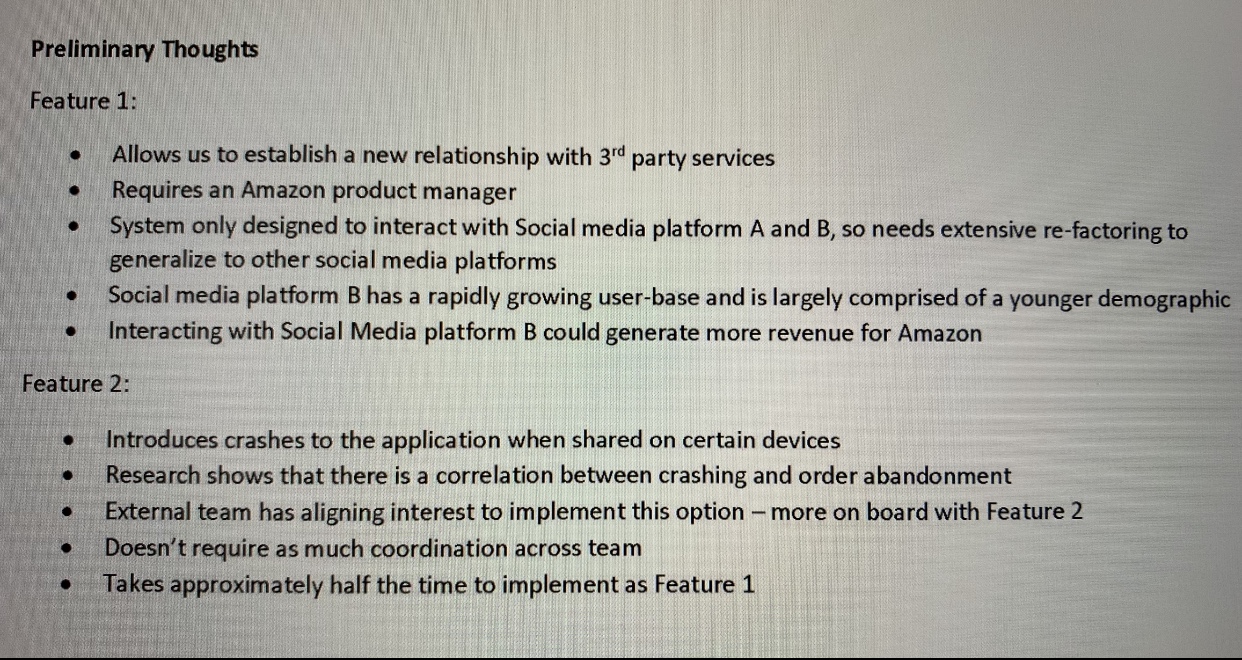 Preliminary Thoughts
Feature 1:
• Allows us to establish a new relationship with 3rd party services
• Requires an Amazon product manager
• System only designed to interact with Social media platform A and B, so needs extensive re-factoring to
generalize to other social media platforms
• Social media platform B has a rapidly growing user-base and is largely comprised of a younger demographic
• Interacting with Social Media platform B could generate more revenue for Amazon
Feature 2:
• Introduces crashes to the application when shared on certain devices
• Research shows that there is a correlation between crashing and order abandonment
• External team has aligning interest to implement this option – more on board with Feature 2
• Doesn't require as much coordination across team
• Takes approximately half the time to implement as Feature 1